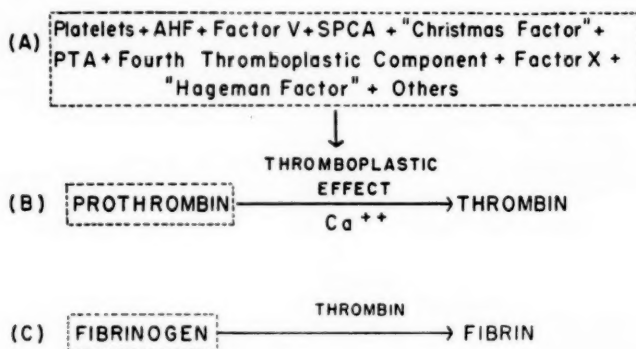 Platelets + AHF + Factor V + SPCA + "Christmas Factor" +
(A) PTA + Fourth Thromboplastic Component + Factor X +
"Hageman Factor" + Others
THROMBOPLASTIC
EFFECT
(B) PROTHROMBIN THROMBIN
Ca ++
THROMBIN
(C) FIBRINOGEN FIBRIN